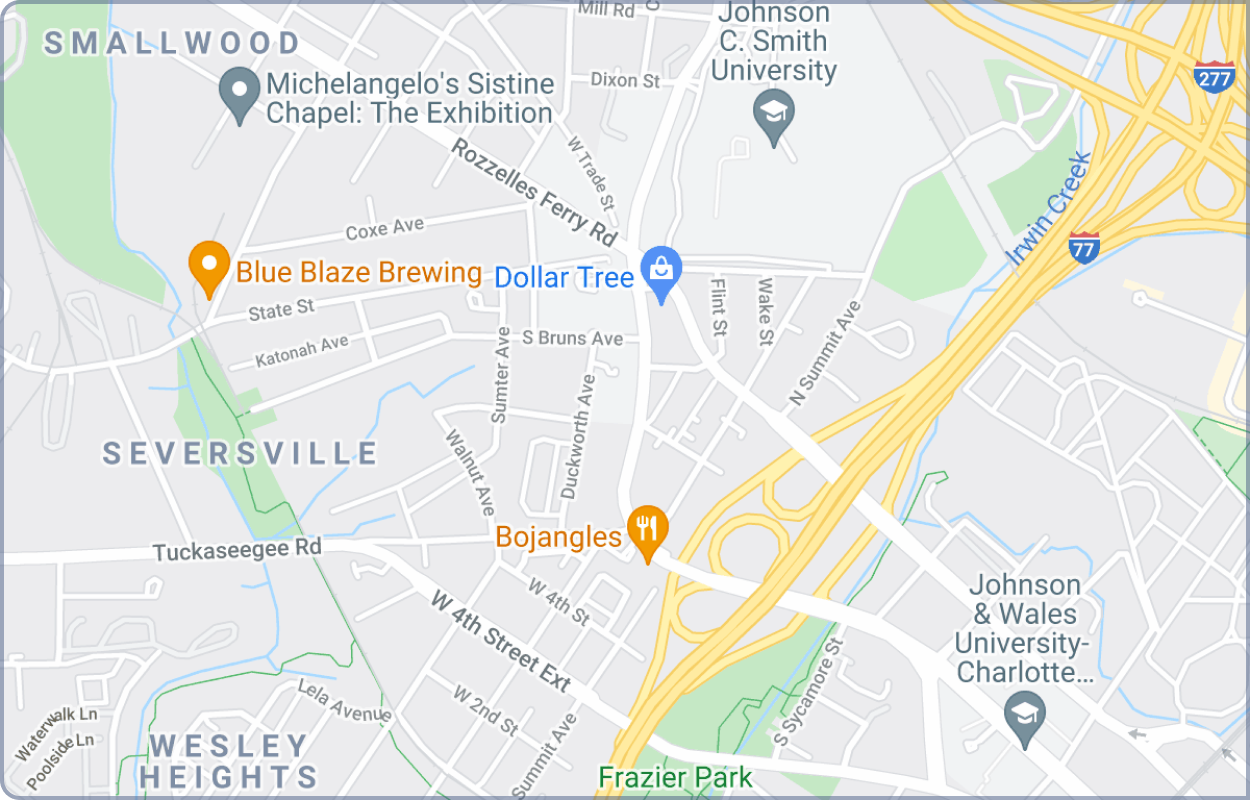 Mill Rd
C
Johnson
C. Smith
University
SMALLWOOD
Michelangelo's Sistine
Chapel: The Exhibition
Dixon St
277
W Trade St
Rozzelles Ferry Rd
Irwin Creek
77
Coxe Ave
Blue Blaze Brewing
Dollar Tree
State St
Flint St
Wake St
N Summit Ave
Katonah Ave
S Bruns Ave
Sumter Ave
Duckworth Ave
SEVERSVILLE
Walnut Ave
Bojangles
Tuckaseegee Rd
W 4th St
W 4th Street Ext
Johnson
& Wales
University-
Charlotte...
S Sycamore St
Lela Avenue
W 2nd St
Summit Ave
Waterwalk Ln
Poolside Ln
WESLEY
HEIGHTS
Frazier Park